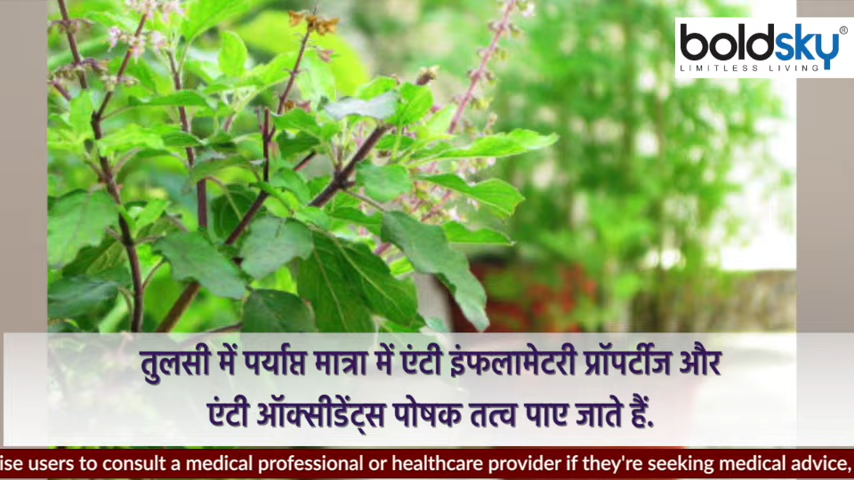 boldsky®
LIMITLESS LIVING
तुलसी में पर्याप्त मात्रा में एंटी इंफलामेटरी प्रॉपर्टीज और
एंटी ऑक्सीडेंट्स पोषक तत्व पाए जाते हैं.
ise users to consult a medical professional or healthcare provider if they're seeking medical advice,